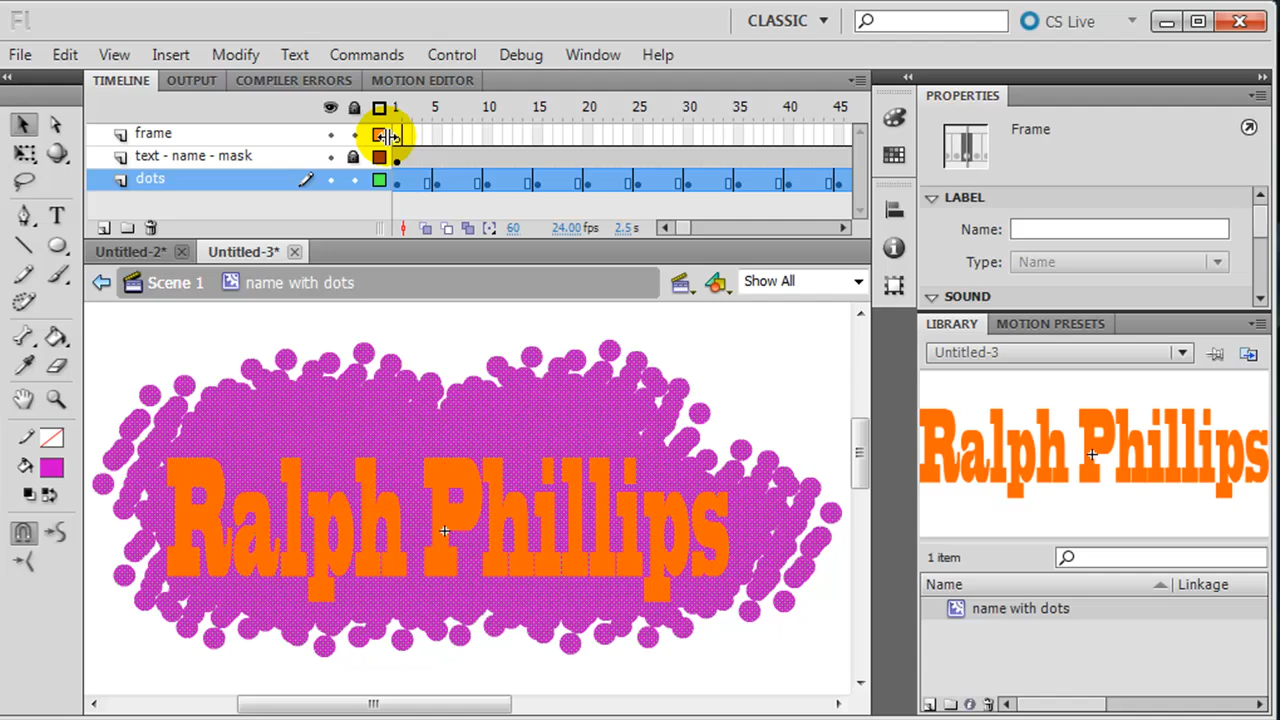 Fl CLASSIC CS Live
File Edit View Insert Modify Text Commands Control Debug Window Help
TIMELINE OUTPUT COMPILER ERRORS MOTION EDITOR
1 5 10 15 20 25 30 35 40 45
frame
text - name - mask
dots
60 24.00 fps 2.5 s
Untitled-2* Untitled-3*
Scene 1 name with dots Show All
Ralph Phillips
PROPERTIES
Frame
LABEL
Name:
Type: Name
SOUND
LIBRARY MOTION PRESETS
Untitled-3
Ralph Phillips
1 item
Name Linkage
name with dots